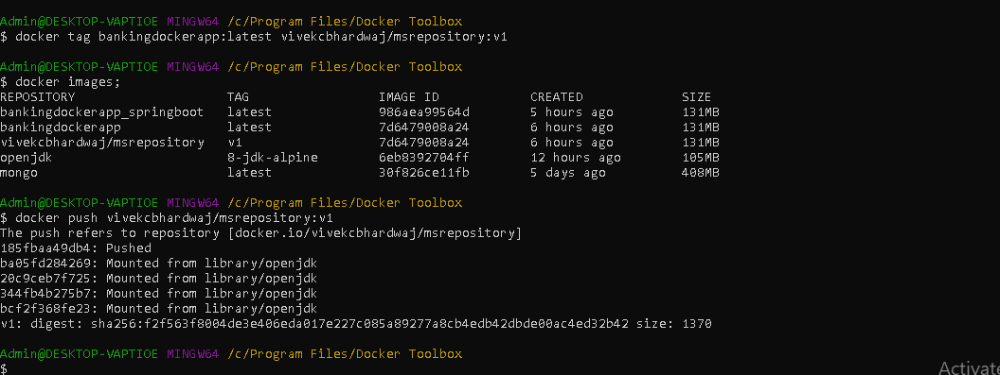 Admin@DESKTOP-VAPTIOE MINGW64 /c/Program Files/Docker Toolbox
$ docker tag bankingdockerapp:latest vivekcbhardwaj/msrepository:v1
Admin@DESKTOP-VAPTIOE MINGW64 /c/Program Files/Docker Toolbox
$ docker images;
REPOSITORY TAG IMAGE ID CREATED SIZE
bankingdockerapp_springboot latest 986aea99564d 5 hours ago 131MB
bankingdockerapp latest 7d6479008a24 6 hours ago 131MB
vivekcbhardwaj/msrepository v1 7d6479008a24 6 hours ago 131MB
openjdk 8-jdk-alpine 6eb8392704ff 12 hours ago 105MB
mongo latest 30f826ce11fb 5 days ago 408MB
Admin@DESKTOP-VAPTIOE MINGW64 /c/Program Files/Docker Toolbox
$ docker push vivekcbhardwaj/msrepository:v1
The push refers to repository [docker.io/vivekcbhardwaj/msrepository]
185fbaa49db4: Pushed
ba05fd284269: Mounted from library/openjdk
20c9ceb7f725: Mounted from library/openjdk
344fb4b275b7: Mounted from library/openjdk
bcf2f368fe23: Mounted from library/openjdk
v1: digest: sha256:f2f563f8004de3e406eda017e227c085a89277a8cb4edb42dbde00ac4ed32b42 size: 1370
Admin@DESKTOP-VAPTIOE MINGW64 /c/Program Files/Docker Toolbox
$
Activate